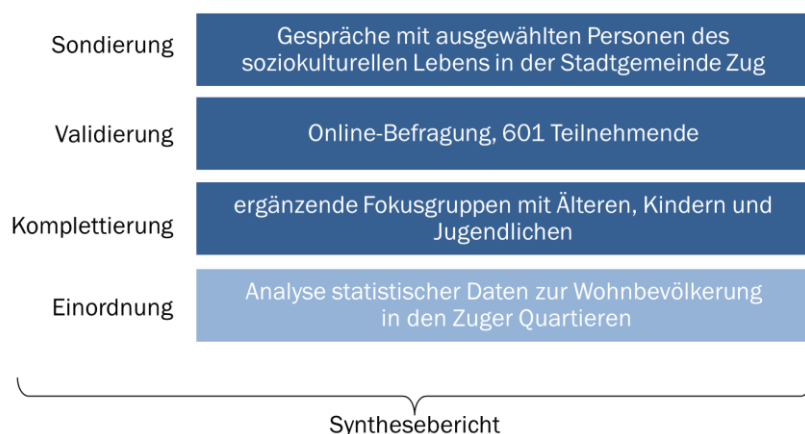 Sondierung
Gespräche mit ausgewählten Personen des
soziokulturellen Lebens in der Stadtgemeinde Zug
Validierung
Online-Befragung, 601 Teilnehmende
Komplettierung
ergänzende Fokusgruppen mit Älteren, Kindern und
Jugendlichen
Einordnung
Analyse statistischer Daten zur Wohnbevölkerung
in den Zuger Quartieren
Synthesebericht